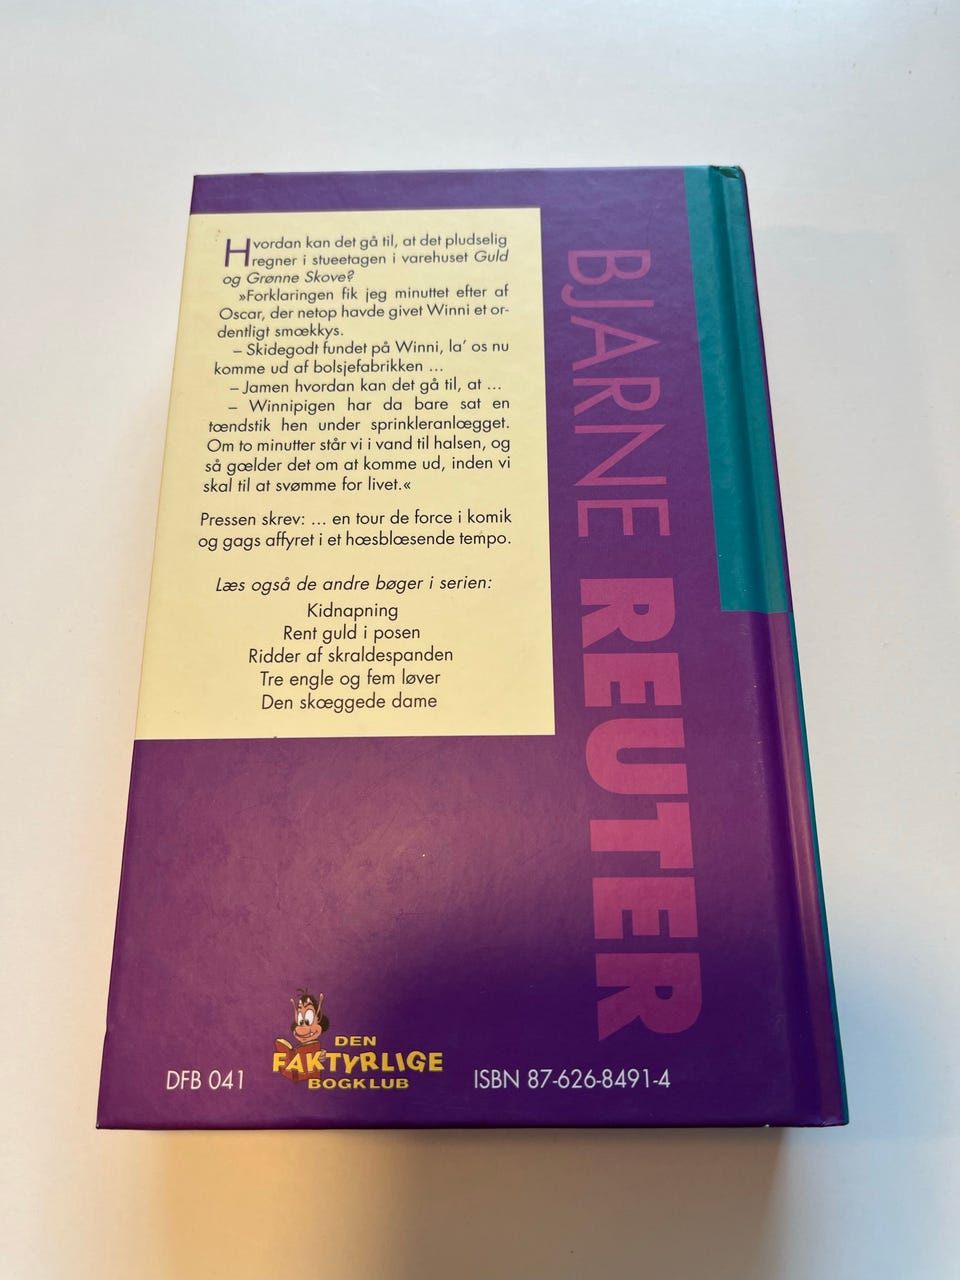 Hvordan kan det gå til, at det pludselig
regner i stueetagen i varehuset Guld
og Grønne Skove?
»Forklaringen fik jeg minuttet efter af
Oscar, der netop havde givet Winni et or-
dentligt smækkys.
– Skidegodt fundet på Winni, la' os nu
komme ud af bolsjefabrikken ...
– Jamen hvordan kan det gå til, at ...
– Winnipigen har da bare sat en
tændstik hen under sprinkleranlægget.
Om to minutter står vi i vand til halsen, og
så gælder det om at komme ud, inden vi
skal til at svømme for livet.«
Pressen skrev: ... en tour de force i komik
og gags affyret i et hæsblæsende tempo.
Læs også de andre bøger i serien:
Kidnapning
Rent guld i posen
Ridder af skraldespanden
Tre engle og fem løver
Den skæggede dame
BJARNE REUTER
DFB 041
DEN
FAKTYRLIGE
BOGKLUB
ISBN 87-626-8491-4